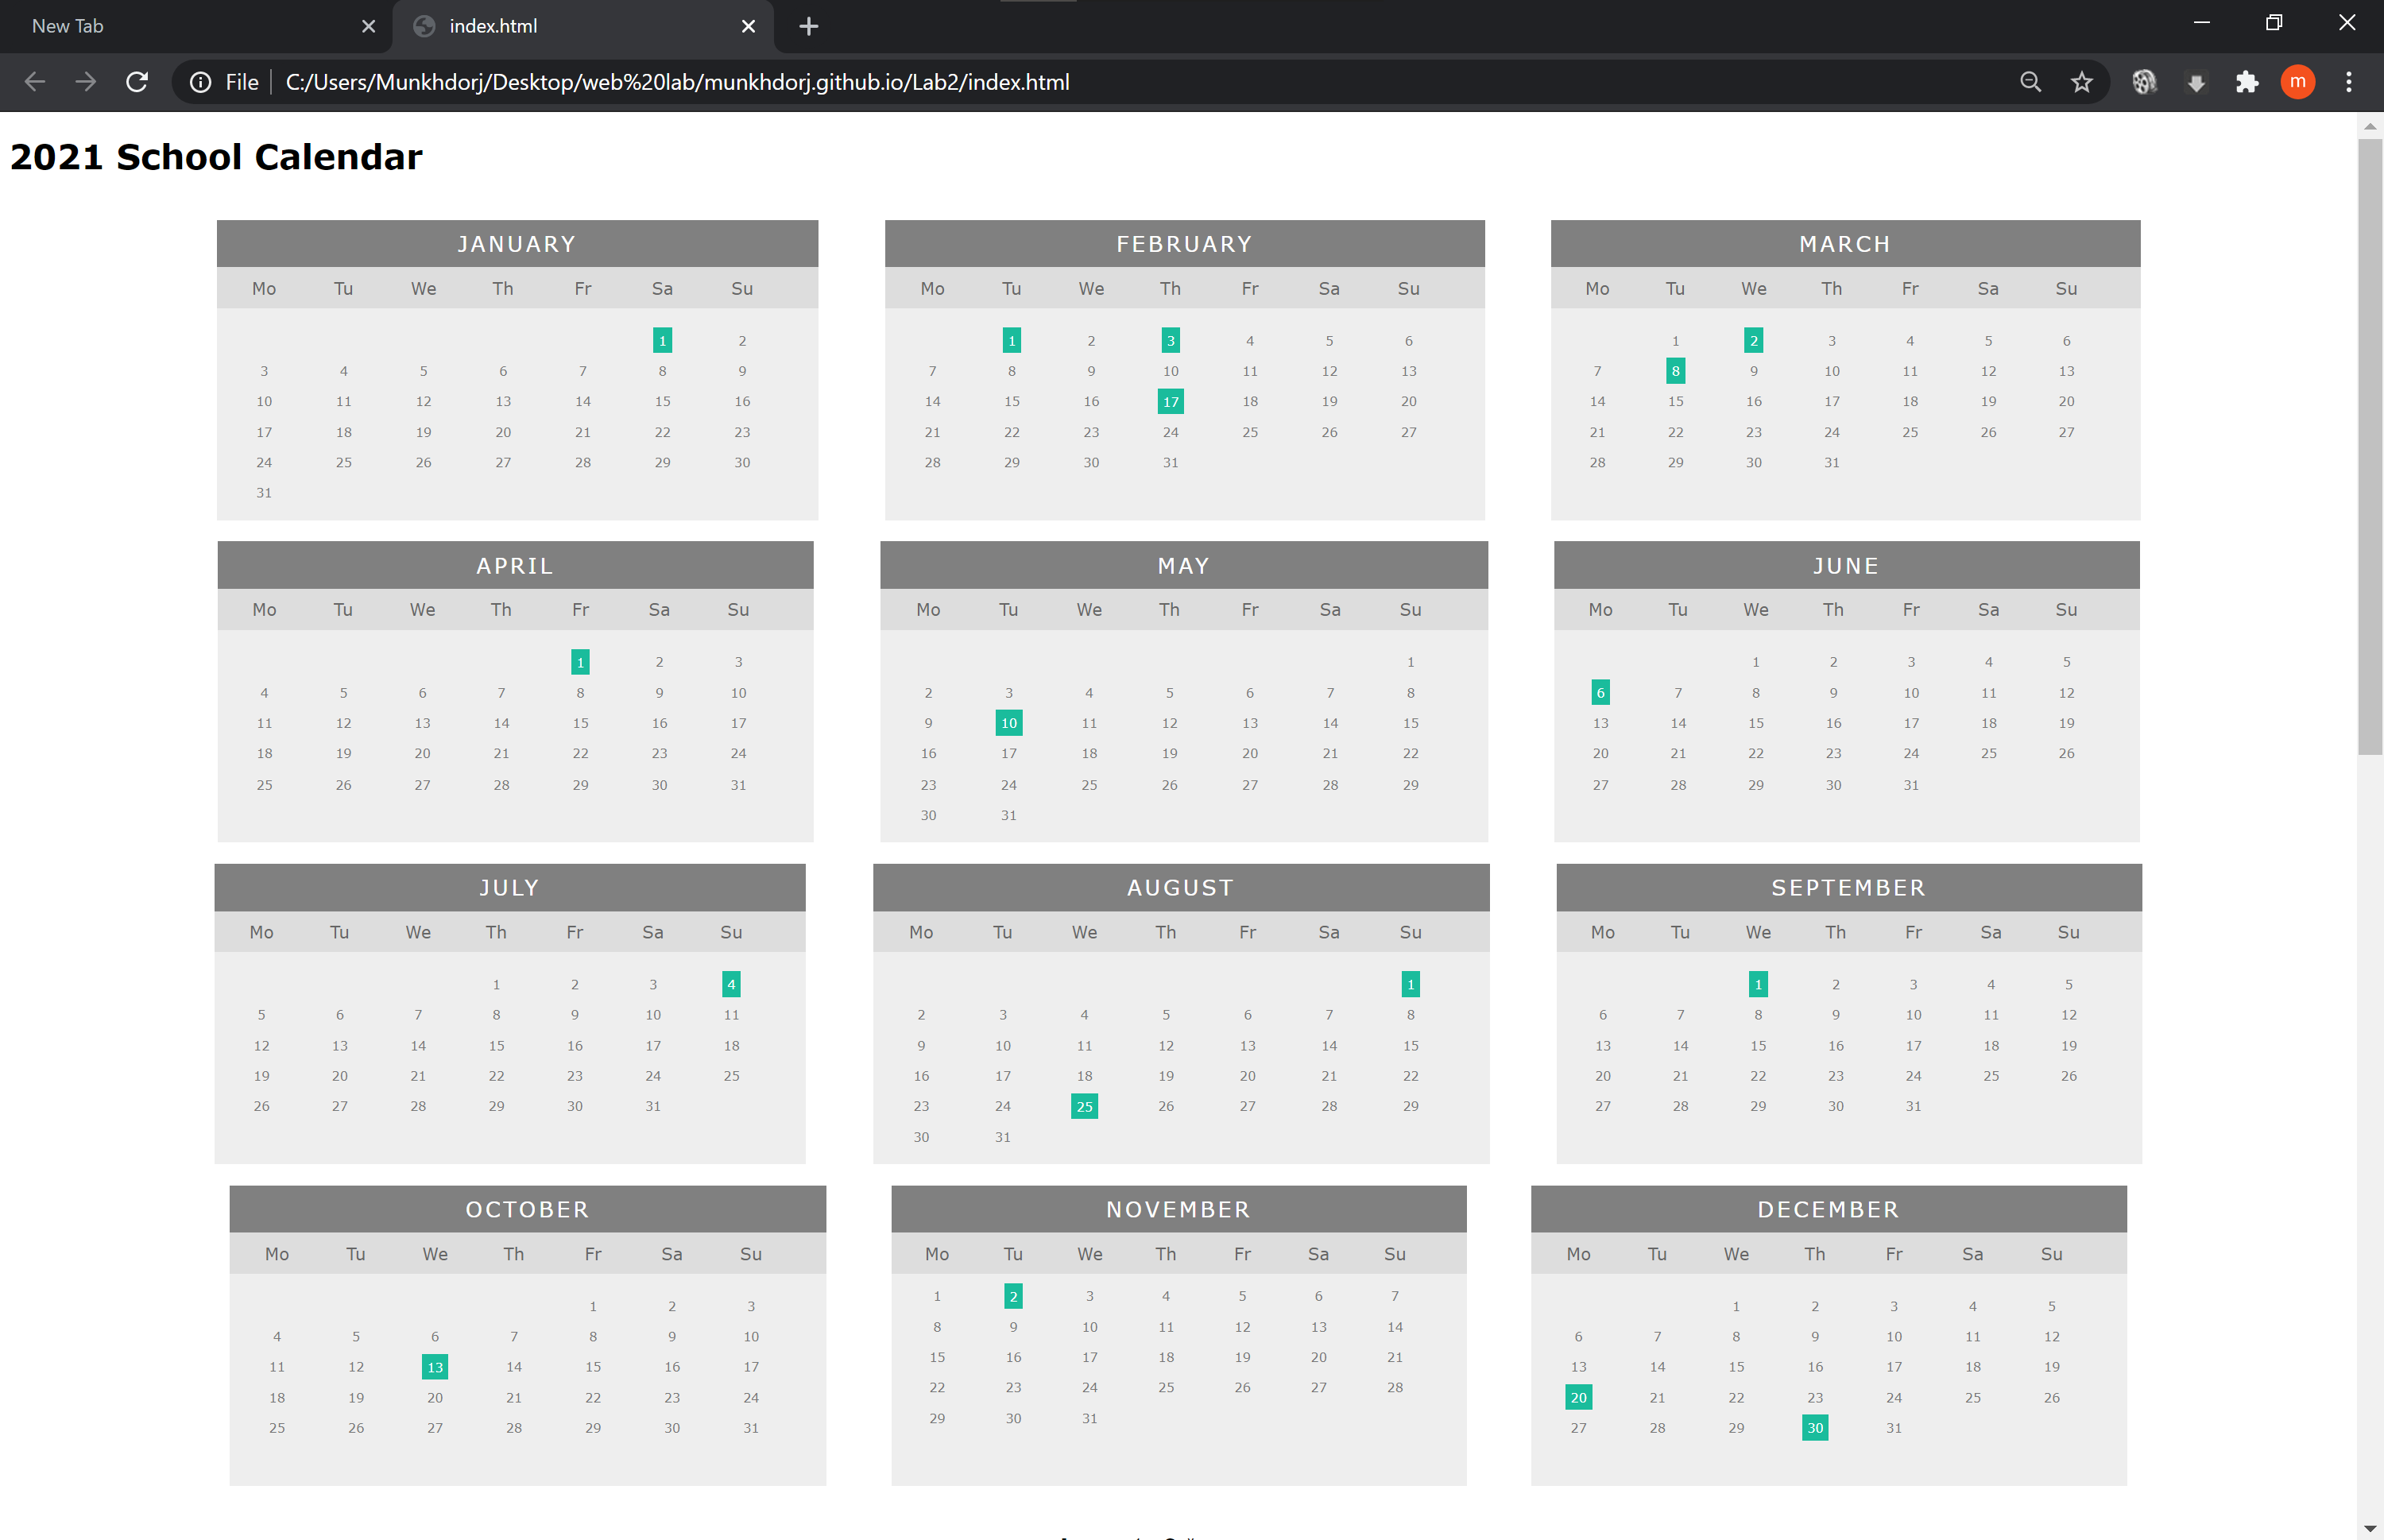 New Tab
index.html
File
C:/Users/Munkhdorj/Desktop/web%20lab/munkhdorj.github.io/Lab2/index.html
m
2021 School Calendar
JANUARY
Mo Tu We Th Fr Sa Su
1 2
3 4 5 6 7 8 9
10 11 12 13 14 15 16
17 18 19 20 21 22 23
24 25 26 27 28 29 30
31
FEBRUARY
Mo Tu We Th Fr Sa Su
1 2 3 4 5 6
7 8 9 10 11 12 13
14 15 16 17 18 19 20
21 22 23 24 25 26 27
28 29 30 31
MARCH
Mo Tu We Th Fr Sa Su
1 2 3 4 5 6
7 8 9 10 11 12 13
14 15 16 17 18 19 20
21 22 23 24 25 26 27
28 29 30 31
APRIL
Mo Tu We Th Fr Sa Su
1 2 3
4 5 6 7 8 9 10
11 12 13 14 15 16 17
18 19 20 21 22 23 24
25 26 27 28 29 30 31
MAY
Mo Tu We Th Fr Sa Su
1
2 3 4 5 6 7 8
9 10 11 12 13 14 15
16 17 18 19 20 21 22
23 24 25 26 27 28 29
30 31
JUNE
Mo Tu We Th Fr Sa Su
1 2 3 4 5
6 7 8 9 10 11 12
13 14 15 16 17 18 19
20 21 22 23 24 25 26
27 28 29 30 31
JULY
Mo Tu We Th Fr Sa Su
1 2 3 4
5 6 7 8 9 10 11
12 13 14 15 16 17 18
19 20 21 22 23 24 25
26 27 28 29 30 31
AUGUST
Mo Tu We Th Fr Sa Su
1
2 3 4 5 6 7 8
9 10 11 12 13 14 15
16 17 18 19 20 21 22
23 24 25 26 27 28 29
30 31
SEPTEMBER
Mo Tu We Th Fr Sa Su
1 2 3 4 5
6 7 8 9 10 11 12
13 14 15 16 17 18 19
20 21 22 23 24 25 26
27 28 29 30 31
OCTOBER
Mo Tu We Th Fr Sa Su
1 2 3
4 5 6 7 8 9 10
11 12 13 14 15 16 17
18 19 20 21 22 23 24
25 26 27 28 29 30 31
NOVEMBER
Mo Tu We Th Fr Sa Su
1 2 3 4 5 6 7
8 9 10 11 12 13 14
15 16 17 18 19 20 21
22 23 24 25 26 27 28
29 30 31
DECEMBER
Mo Tu We Th Fr Sa Su
1 2 3 4 5
6 7 8 9 10 11 12
13 14 15 16 17 18 19
20 21 22 23 24 25 26
27 28 29 30 31